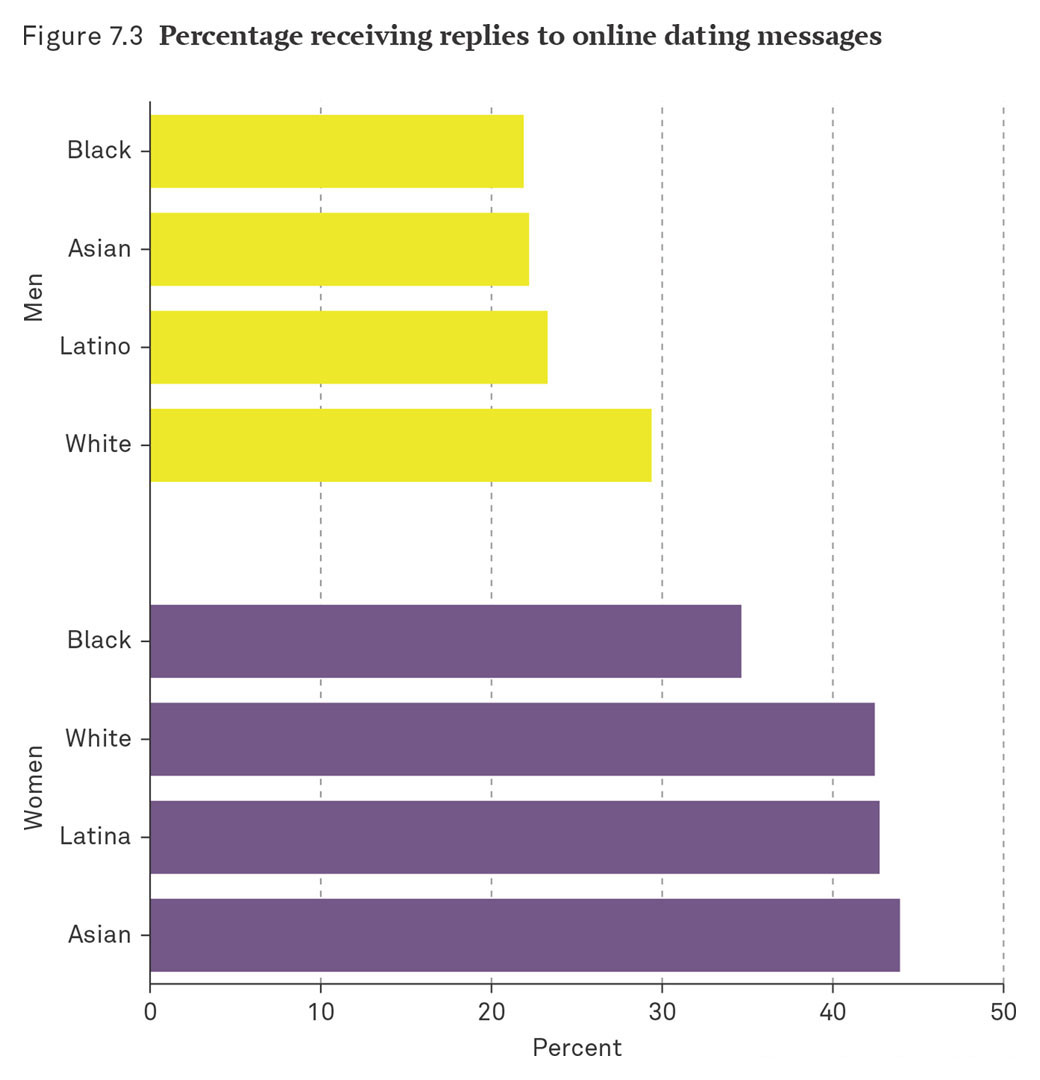 Figure 7.3 Percentage receiving replies to online dating messages
Men
Black
Asian
Latino
White
Women
Black
White
Latina
Asian
0 10 20 30 40 50
Percent